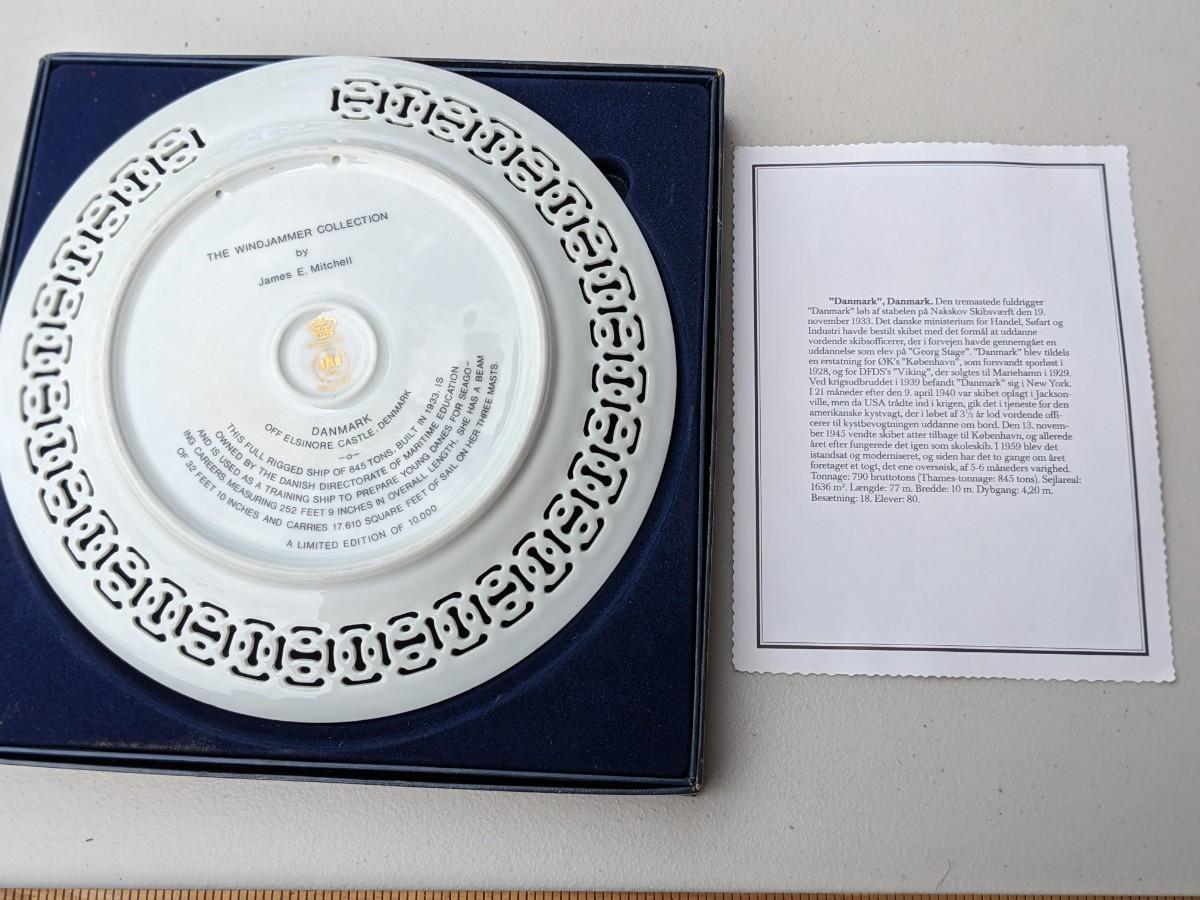 THE WINDJAMMER COLLECTION
by
James E. Mitchell
DANMARK
OFF ELSINORE CASTLE, DENMARK
—o—
THIS FULL RIGGED SHIP OF 845 TONS, BUILT IN 1933, IS
OWNED BY THE DANISH DIRECTORATE OF MARITIME EDUCATION
AND IS USED AS A TRAINING SHIP TO PREPARE YOUNG DANES FOR SEAGO-
ING CAREERS MEASURING 252 FEET 9 INCHES IN OVERALL LENGTH, SHE HAS A BEAM
OF 32 FEET 10 INCHES AND CARRIES 17.610 SQUARE FEET OF SAIL ON HER THREE MASTS.
A LIMITED EDITION OF 10.000
"Danmark", Danmark. Den tremastede fuldrigger
"Danmark" løb af stabelen på Nakskov Skibsværft den 19.
november 1933. Det danske ministerium for Handel, Søfart og
Industri havde bestilt skibet med det formål at uddanne
vordende skibsofficerer, der i forvejen havde gennemgået en
uddannelse som elev på "Georg Stage". "Danmark" blev tildels
en erstatning for ØK's "København", som forsvandt sporløst i
1928, og for DFDS's "Viking", der solgtes til Mariehamn i 1929.
Ved krigsudbruddet i 1939 befandt "Danmark" sig i New York.
I 21 måneder efter den 9. april 1940 var skibet oplagt i Jackson-
ville, men da USA trådte ind i krigen, gik det i tjeneste for den
amerikanske kystvagt, der i løbet af 3½ år lod vordende offi-
cerer til kystbevogtningen uddanne om bord. Den 13. novem-
ber 1945 vendte skibet atter tilbage til København, og allerede
året efter fungerede det igen som skoleskib. I 1959 blev det
istandsat og moderniseret, og siden har det to gange om året
foretaget et togt, det ene oversøisk, af 5-6 måneders varighed.
Tonnage: 790 bruttotons (Thames-tonnage: 845 tons). Sejlareal:
1636 m². Længde: 77 m. Bredde: 10 m. Dybgang: 4,20 m.
Besætning: 18. Elever: 80.